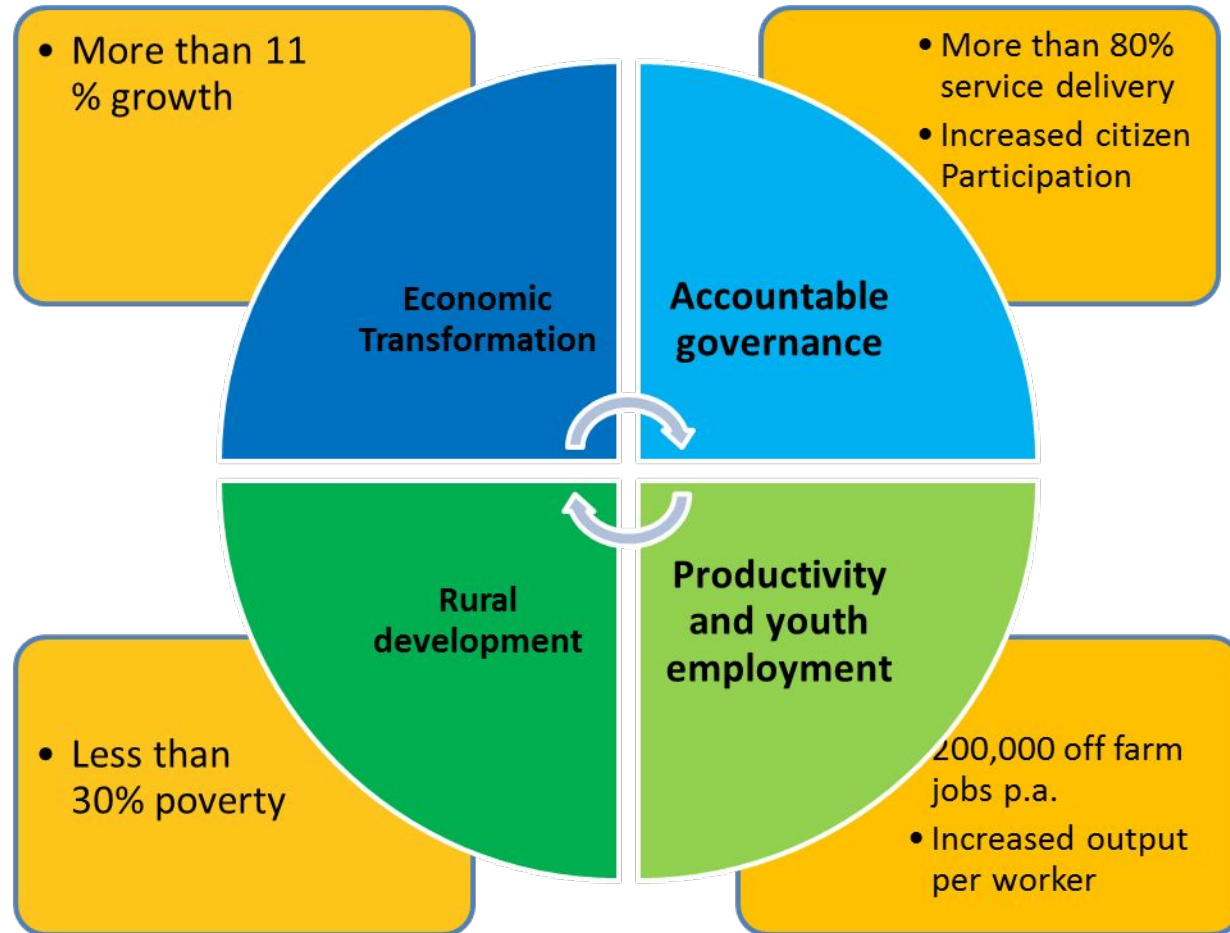 • More than 11
% growth
• More than 80%
service delivery
• Increased citizen
Participation
Economic
Transformation
Accountable
governance
Rural
development
Productivity
and youth
employment
• Less than
30% poverty
200,000 off farm
jobs p.a.
• Increased output
per worker